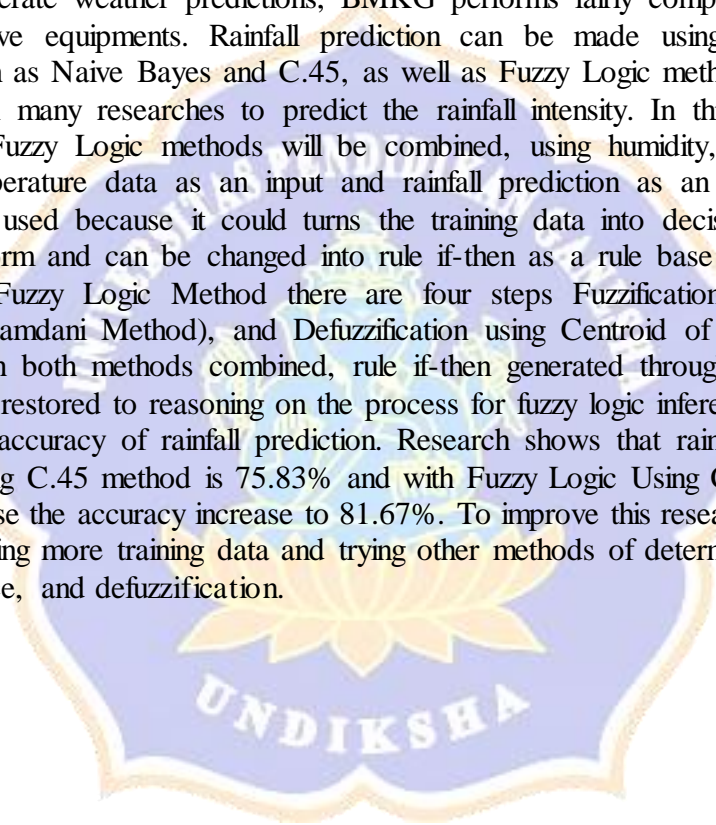 erate weather predictions, BMKG performs fairly comp
ve equipments. Rainfall prediction can be made using
as Naive Bayes and C.45, as well as Fuzzy Logic meth
many researches to predict the rainfall intensity. In th
Fuzzy Logic methods will be combined, using humidity,
perature data as an input and rainfall prediction as an
used because it could turns the training data into decis
orm and can be changed into rule if-then as a rule base
Fuzzy Logic Method there are four steps Fuzzification
amdani Method), and Defuzzification using Centroid of
n both methods combined, rule if-then generated throug
restored to reasoning on the process for fuzzy logic infere
accuracy of rainfall prediction. Research shows that rain
g C.45 method is 75.83% and with Fuzzy Logic Using C
se the accuracy increase to 81.67%. To improve this resea
ing more training data and trying other methods of determ
e, and defuzzification.
UNIVERSITAS PENDIDIKAN GANESHA
UNDIKSHA